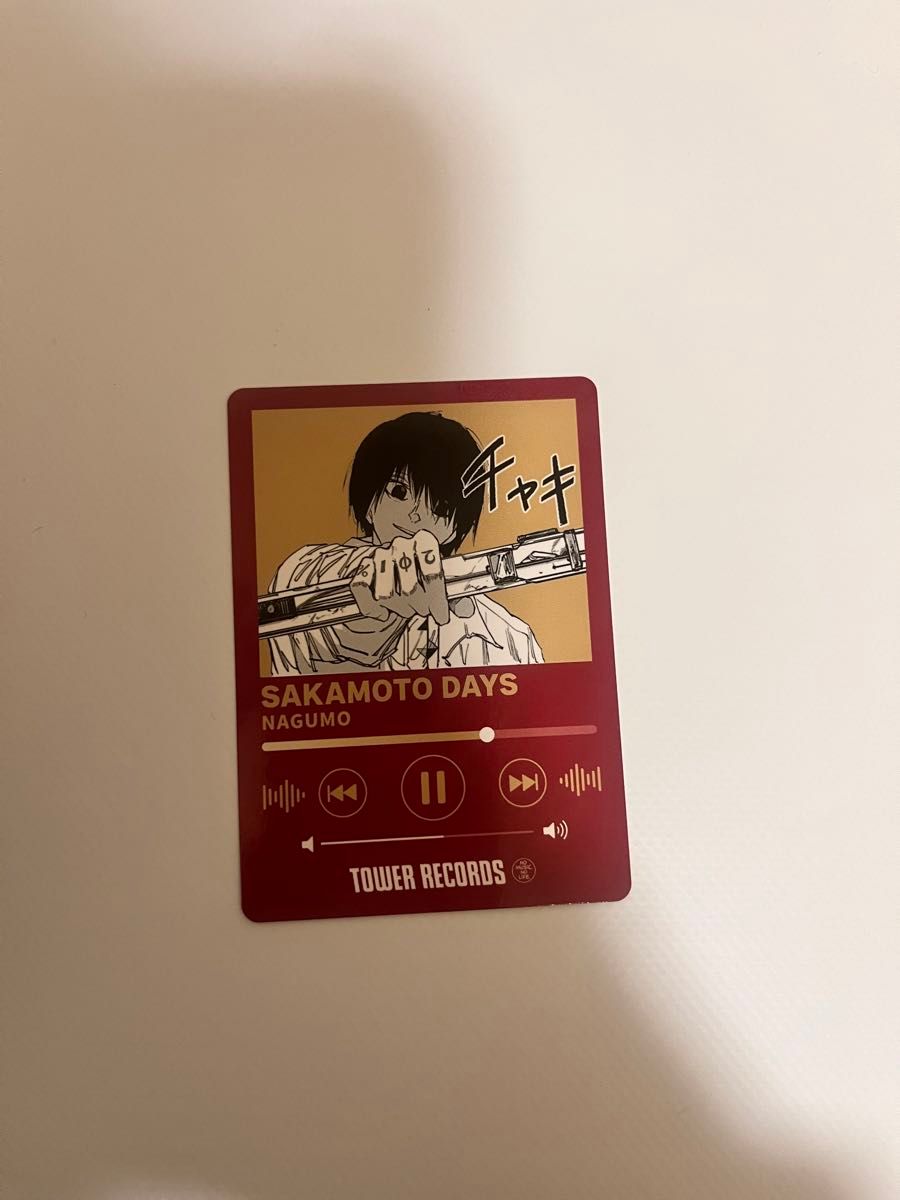 チャキ
SAKAMOTO DAYS
NAGUMO
TOWER RECORDS
NO
MUSIC,
NO
LIFE.